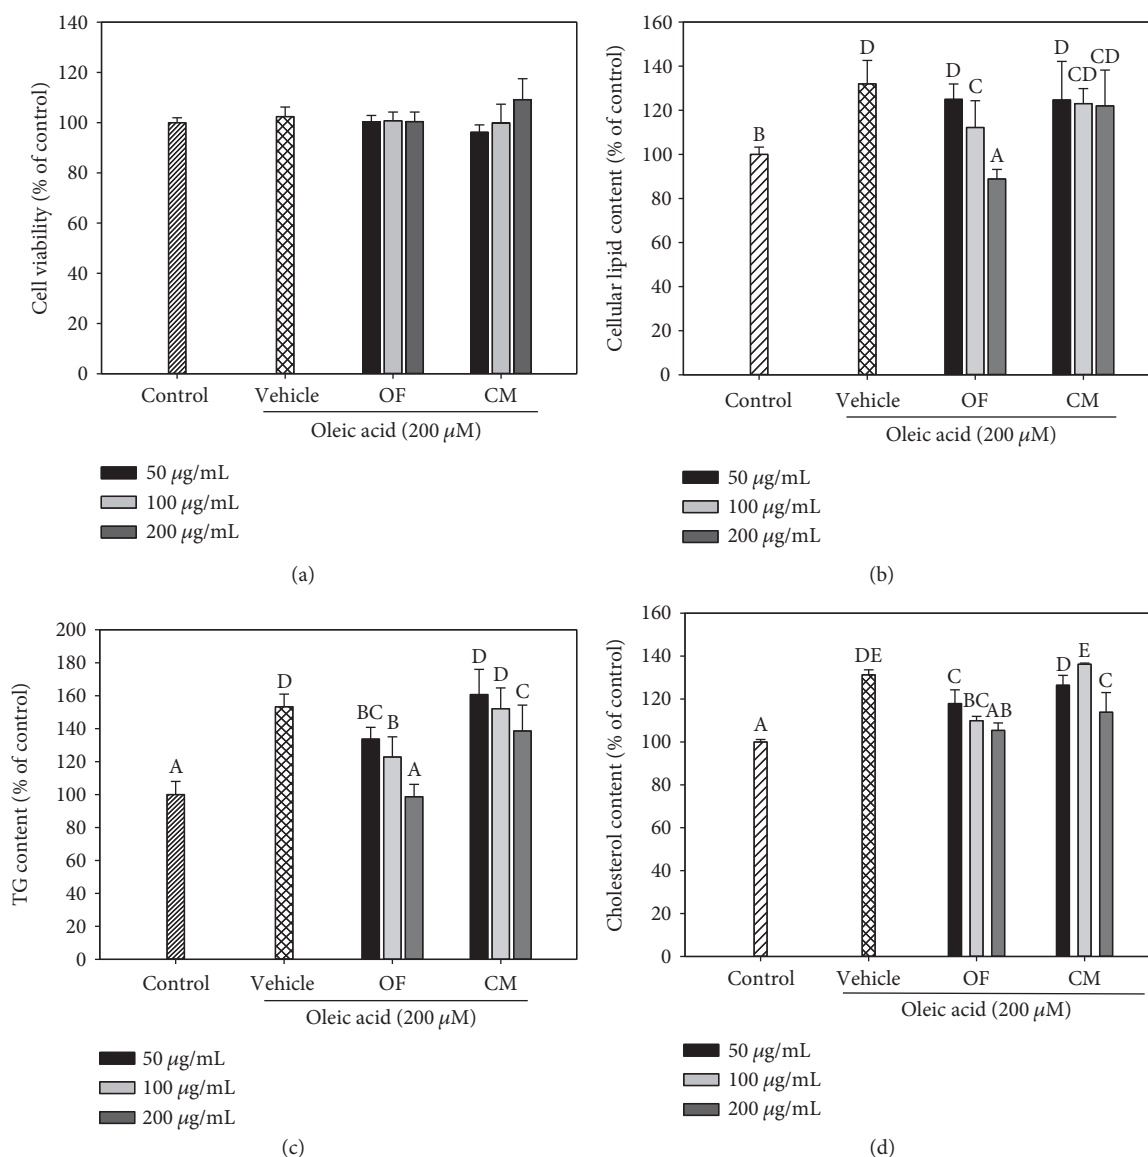 Cell viability (% of control)
140
120
100
80
60
40
20
0
Control Vehicle OF CM
Oleic acid (200 μM)
50 μg/mL
100 μg/mL
200 μg/mL
(a)
Cellular lipid content (% of control)
160
140
120
100
80
60
40
20
0
B D D C A D CD CD
Control Vehicle OF CM
Oleic acid (200 μM)
50 μg/mL
100 μg/mL
200 μg/mL
(b)
TG content (% of control)
200
180
160
140
120
100
80
60
40
20
0
A D BC B A D D C
Control Vehicle OF CM
Oleic acid (200 μM)
50 μg/mL
100 μg/mL
200 μg/mL
(c)
Cholesterol content (% of control)
160
140
120
100
80
60
40
20
0
A DE C BC AB D E C
Control Vehicle OF CM
Oleic acid (200 μM)
50 μg/mL
100 μg/mL
200 μg/mL
(d)